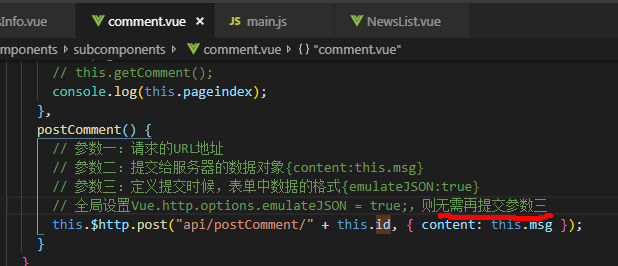 sInfo.vue comment.vue × JS main.js NewsList.vue
omponents > subcomponents > comment.vue > {} "comment.vue"
// this.getComment();
console.log(this.pageindex);
},
postComment() {
// 参数一：请求的URL地址
// 参数二：提交给服务器的数据对象{content:this.msg}
// 参数三：定义提交时候，表单中数据的格式{emulateJSON:true}
// 全局设置Vue.http.options.emulateJSON = true;，则无需再提交参数三
this.$http.post("api/postComment/" + this.id, { content: this.msg });
}
}